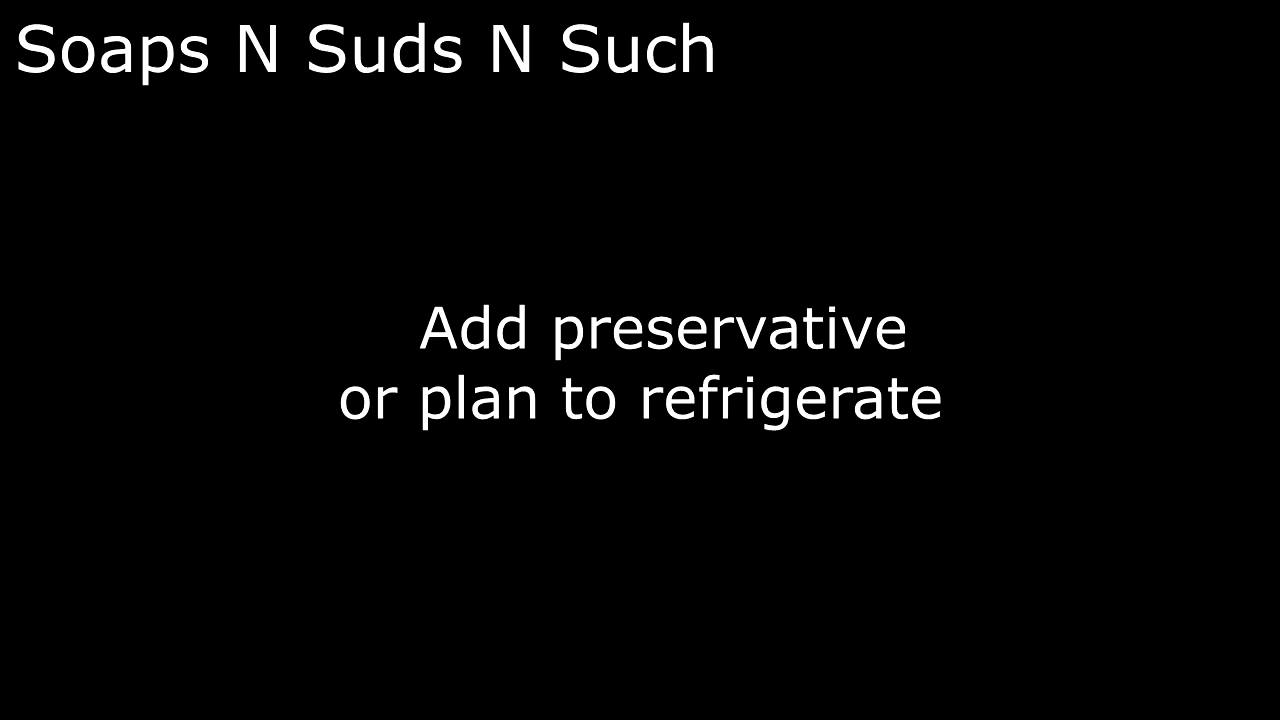 Soaps N Suds N Such
Add preservative
or plan to refrigerate